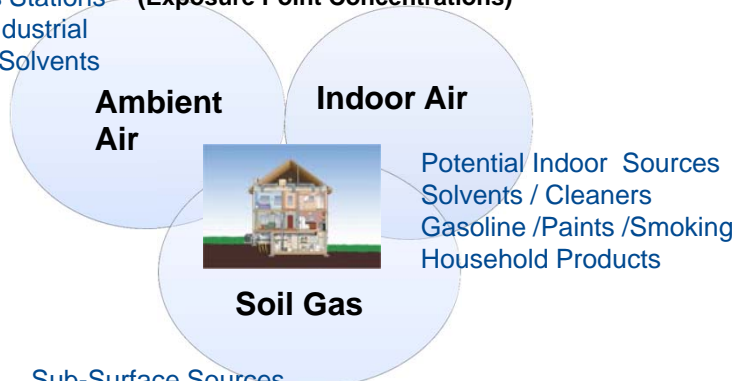 Stations
(Exposure Point Concentrations)
dustrial
Solvents
Ambient
Air
Indoor Air
Potential Indoor Sources
Solvents / Cleaners
Gasoline /Paints /Smoking
Household Products
Soil Gas
Sub-Surface Sources